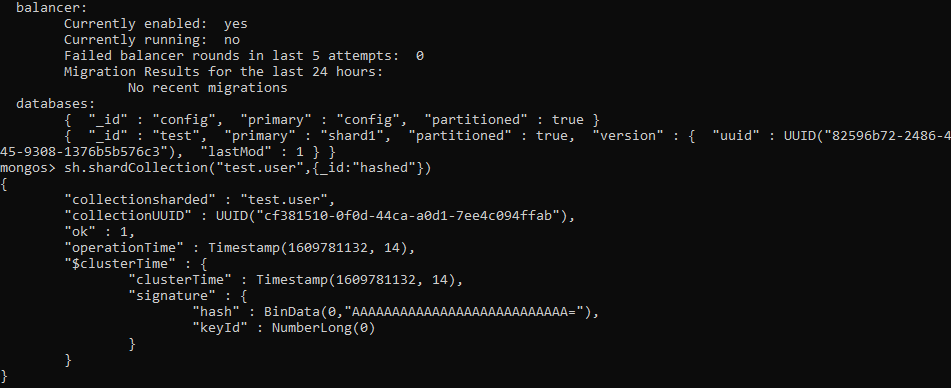 balancer:
        Currently enabled:  yes
        Currently running:  no
        Failed balancer rounds in last 5 attempts:  0
        Migration Results for the last 24 hours:
                No recent migrations
  databases:
        {  "_id" : "config",  "primary" : "config",  "partitioned" : true }
        {  "_id" : "test",  "primary" : "shard1",  "partitioned" : true,  "version" : {  "uuid" : UUID("82596b72-2486-4
45-9308-1376b5b576c3"),  "lastMod" : 1 } }
mongos> sh.shardCollection("test.user",{_id:"hashed"})
{
        "collectionsharded" : "test.user",
        "collectionUUID" : UUID("cf381510-0f0d-44ca-a0d1-7ee4c094ffab"),
        "ok" : 1,
        "operationTime" : Timestamp(1609781132, 14),
        "$clusterTime" : {
                "clusterTime" : Timestamp(1609781132, 14),
                "signature" : {
                        "hash" : BinData(0,"AAAAAAAAAAAAAAAAAAAAAAAAAAA="),
                        "keyId" : NumberLong(0)
                }
        }
}